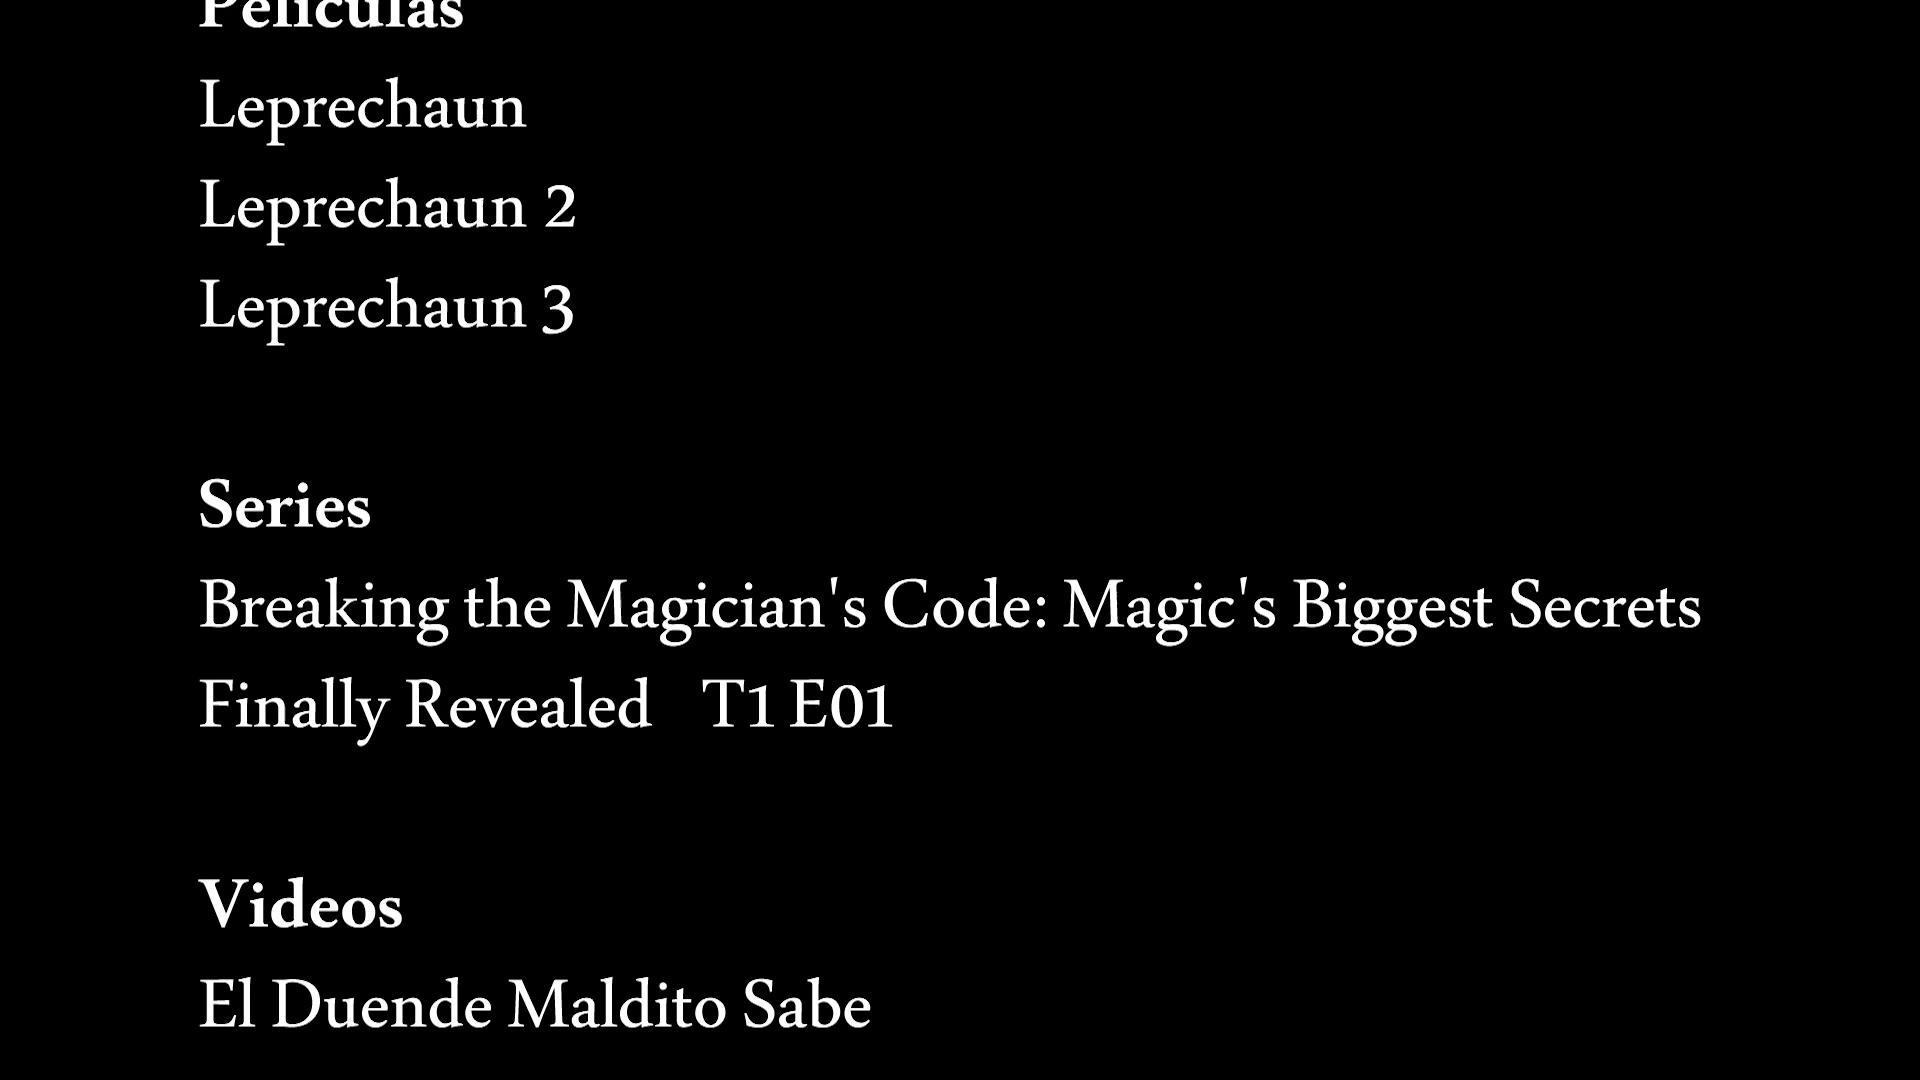 Películas
Leprechaun
Leprechaun 2
Leprechaun 3
Series
Breaking the Magician's Code: Magic's Biggest Secrets
Finally Revealed   T1 E01
Videos
El Duende Maldito Sabe